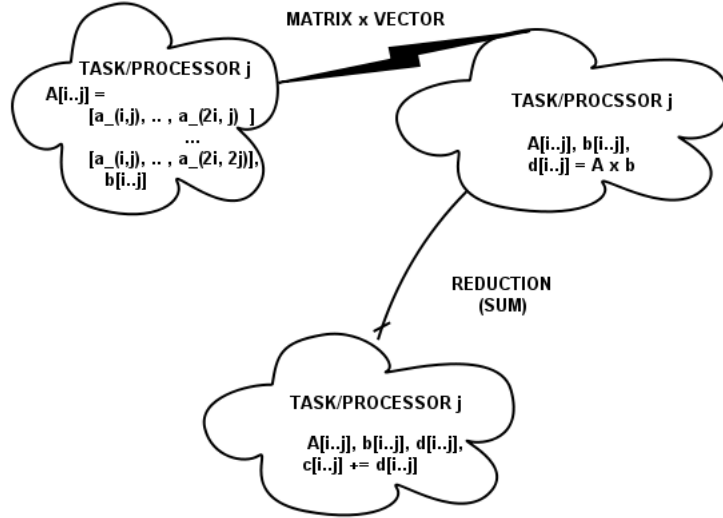 MATRIX x VECTOR
TASK/PROCESSOR j
A[i..j] =
[a_(i,j), .. , a_(2i, j) ]
...
[a_(i,j), .. , a_(2i, 2j)],
b[i..j]
TASK/PROCSSOR j
A[i..j], b[i..j],
d[i..j] = A x b
REDUCTION
(SUM)
TASK/PROCESSOR j
A[i..j], b[i..j], d[i..j],
c[i..j] += d[i..j]